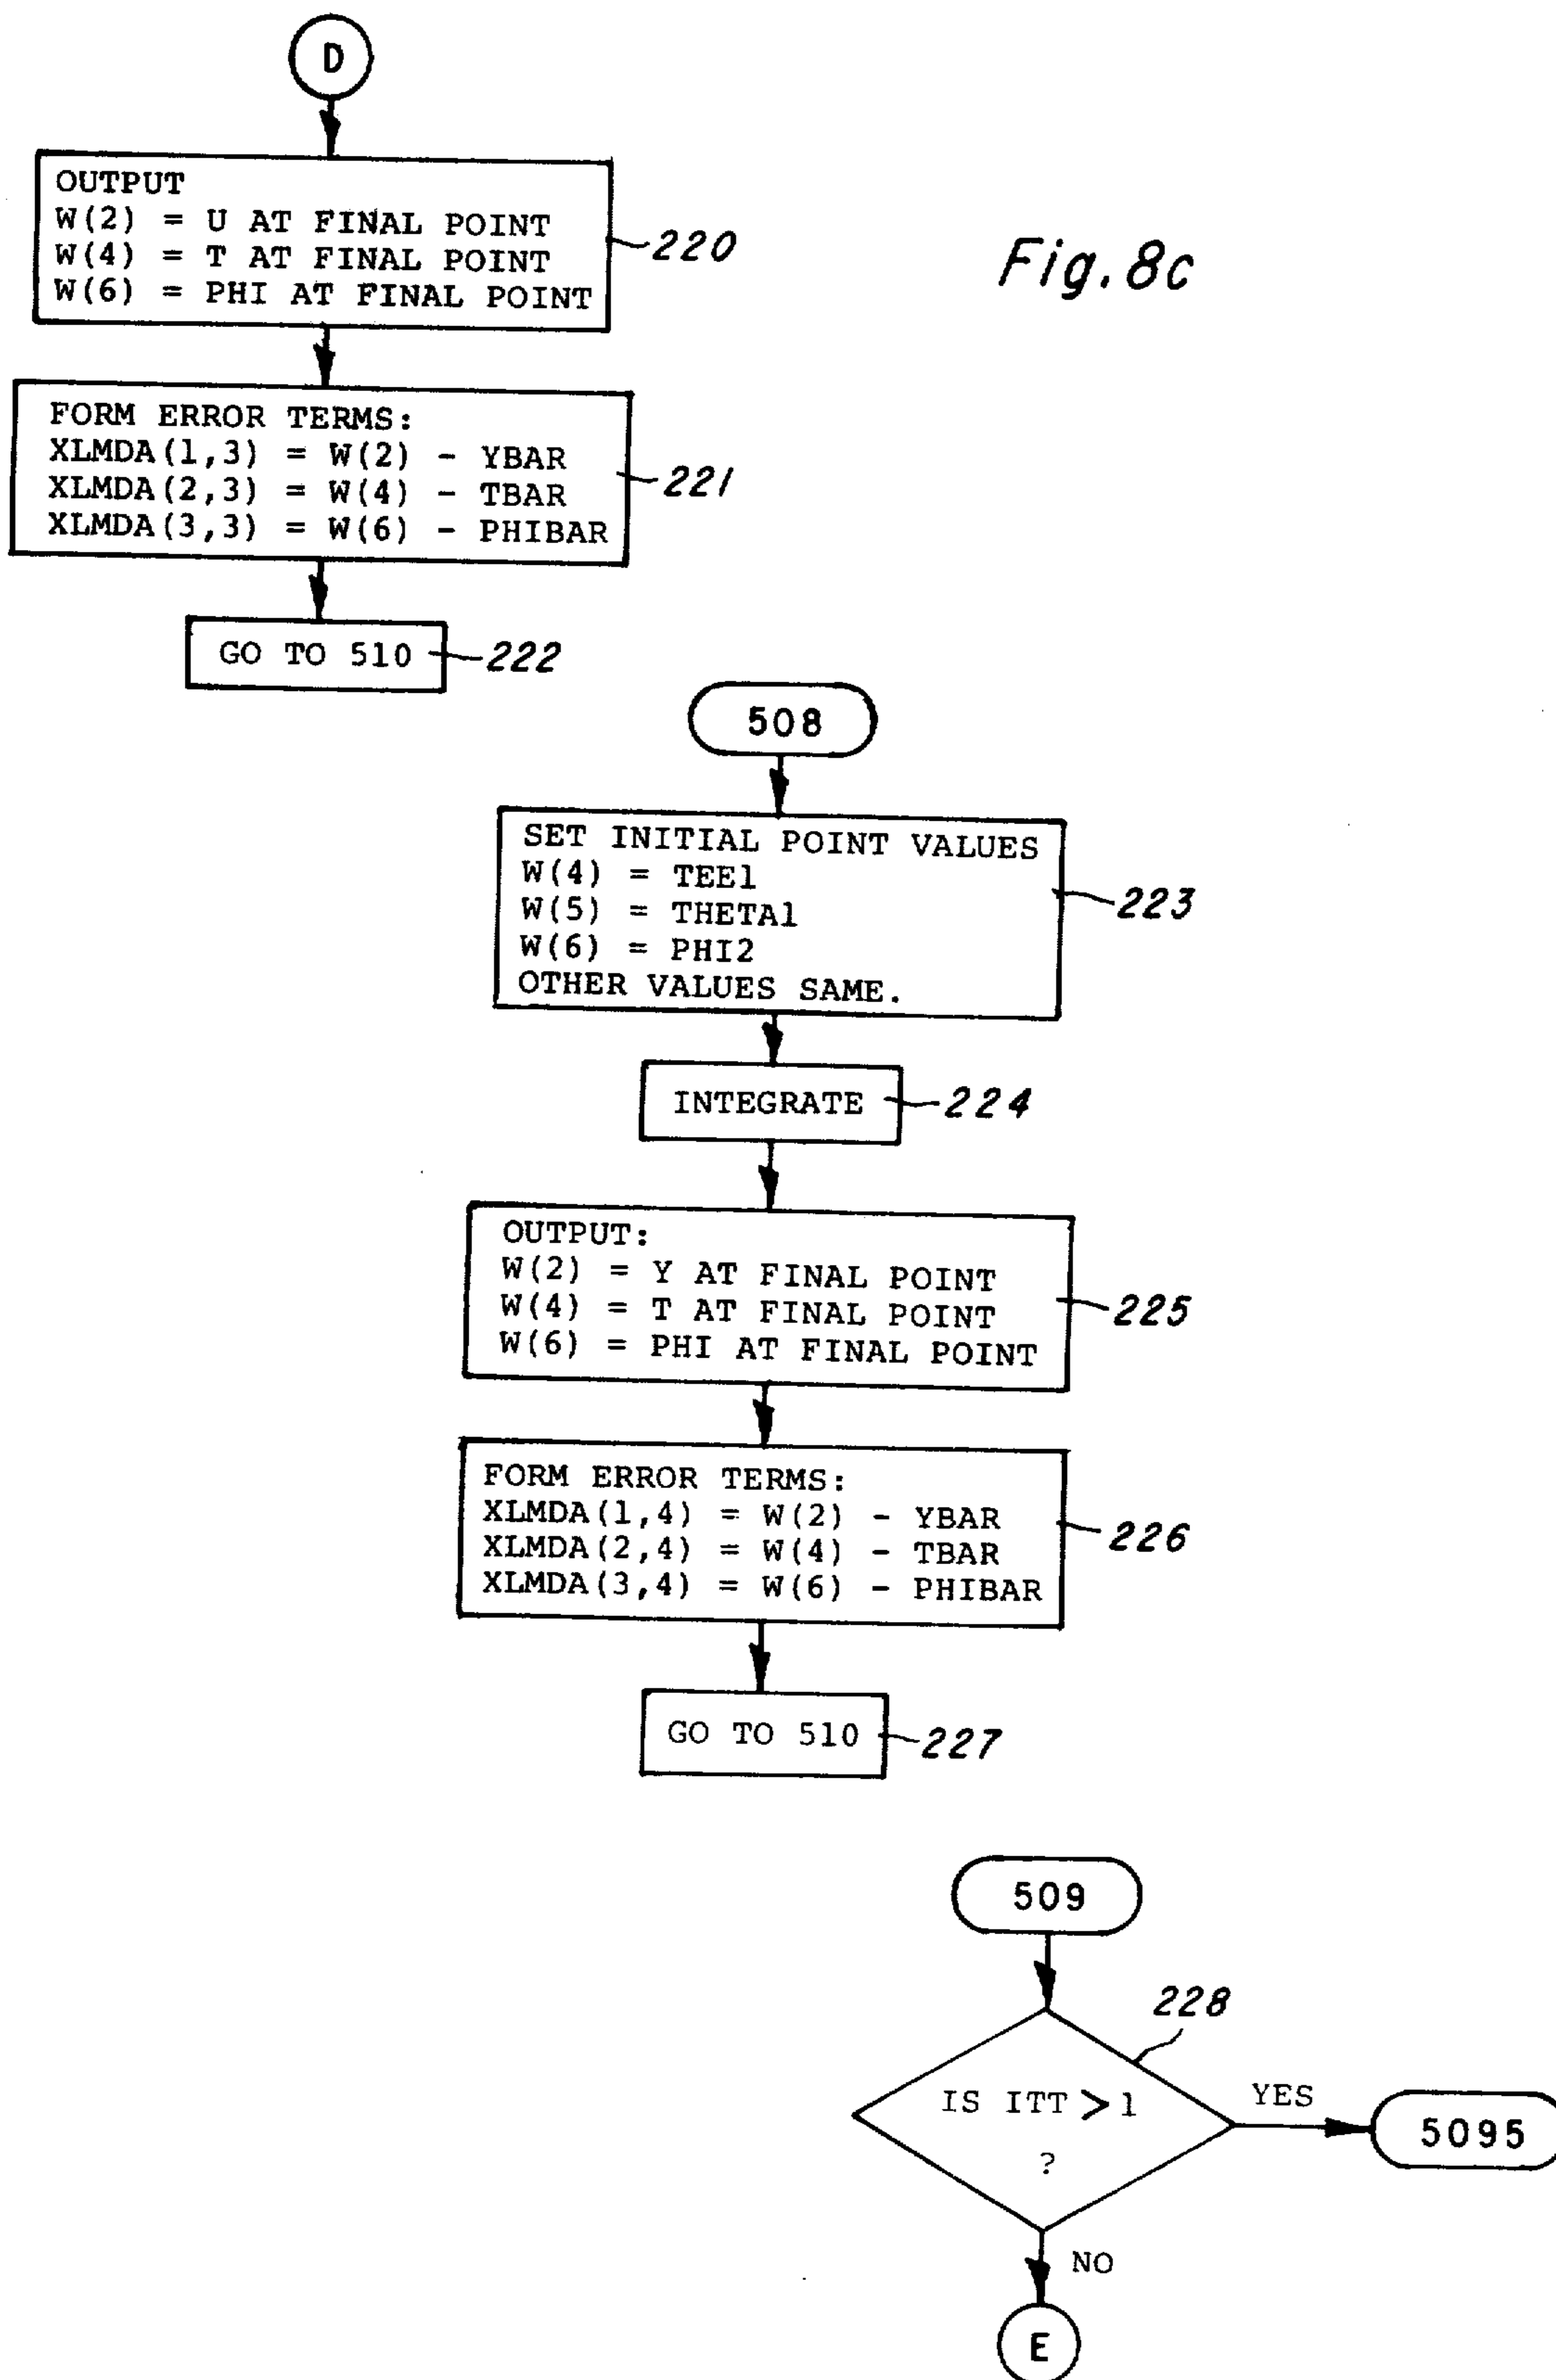 D
OUTPUT
W(2) = U AT FINAL POINT
W(4) = T AT FINAL POINT
W(6) = PHI AT FINAL POINT
220
Fig. 8c
FORM ERROR TERMS:
XLMDA(1,3) = W(2) - YBAR
XLMDA(2,3) = W(4) - TBAR
XLMDA(3,3) = W(6) - PHIBAR
221
GO TO 510
222
508
SET INITIAL POINT VALUES
W(4) = TEE1
W(5) = THETA1
W(6) = PHI2
OTHER VALUES SAME.
223
INTEGRATE
224
OUTPUT:
W(2) = Y AT FINAL POINT
W(4) = T AT FINAL POINT
W(6) = PHI AT FINAL POINT
225
FORM ERROR TERMS:
XLMDA(1,4) = W(2) - YBAR
XLMDA(2,4) = W(4) - TBAR
XLMDA(3,4) = W(6) - PHIBAR
226
GO TO 510
227
509
228
IS ITT > 1
?
YES
5095
NO
E